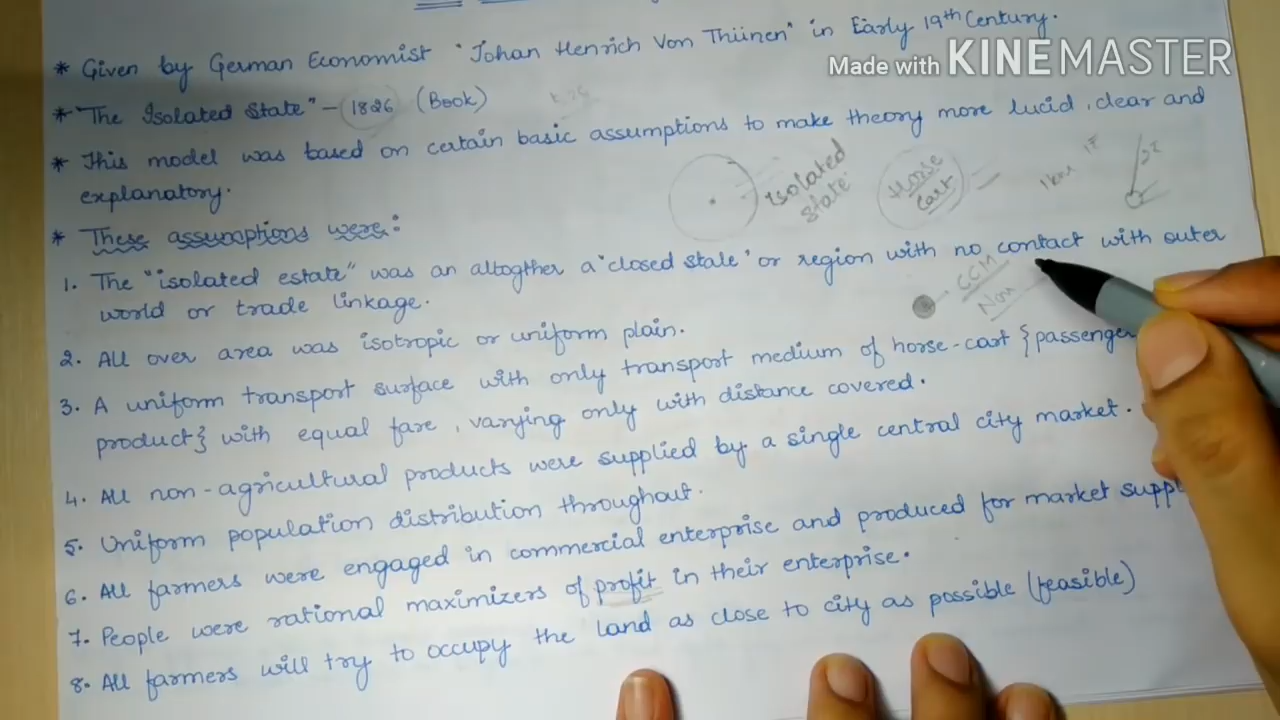 Made with KINEMASTER
* Given by German Economist "Johan Henrich Von Thünen" in Early 19th Century.
* "The Isolated State" - 1826 (Book)
* This model was based on certain basic assumptions to make theory more lucid, clear and
explanatory.
isolated
state
Horse
Cart
1km
* These assumptions were:
1. The "isolated estate" was an altogther a "closed state" or region with no contact with outer
world or trade linkage.
CCM
Non
2. All over area was isotropic or uniform plain.
3. A uniform transport surface with only transport medium of horse-cart {passenger
product} with equal fare, varying only with distance covered.
4. All non-agricultural products were supplied by a single central city market.
5. Uniform population distribution throughout.
6. All farmers were engaged in commercial enterprise and produced for market suppl
7. People were rational maximizers of profit in their enterprise.
8. All farmers will try to occupy the land as close to city as possible (feasible)